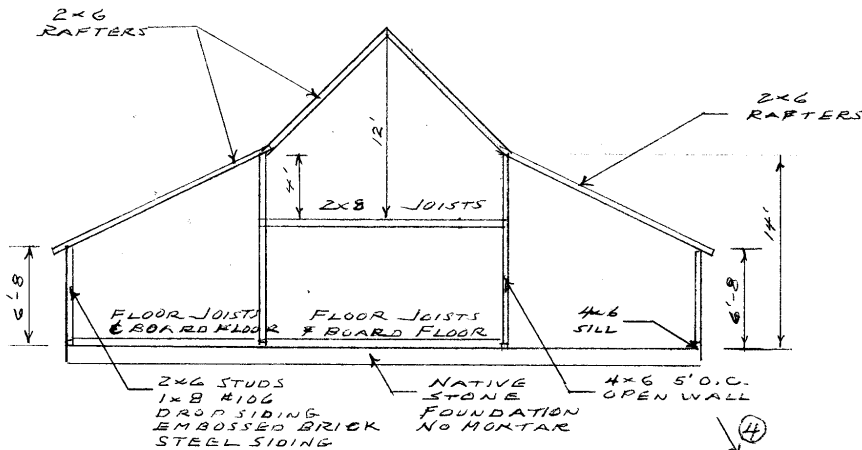 2×6
RAFTERS
2×6
RAFTERS
12'
4'
2×8 JOISTS
14'
6'-8
6'-8
FLOOR JOISTS
& BOARD FLOOR
FLOOR JOISTS
& BOARD FLOOR
4×6
SILL
2×6 STUDS
1×8 #106
DROP SIDING
EMBOSSED BRICK
STEEL SIDING
NATIVE
STONE
FOUNDATION
NO MORTAR
4×6 5' O.C.
OPEN WALL
4